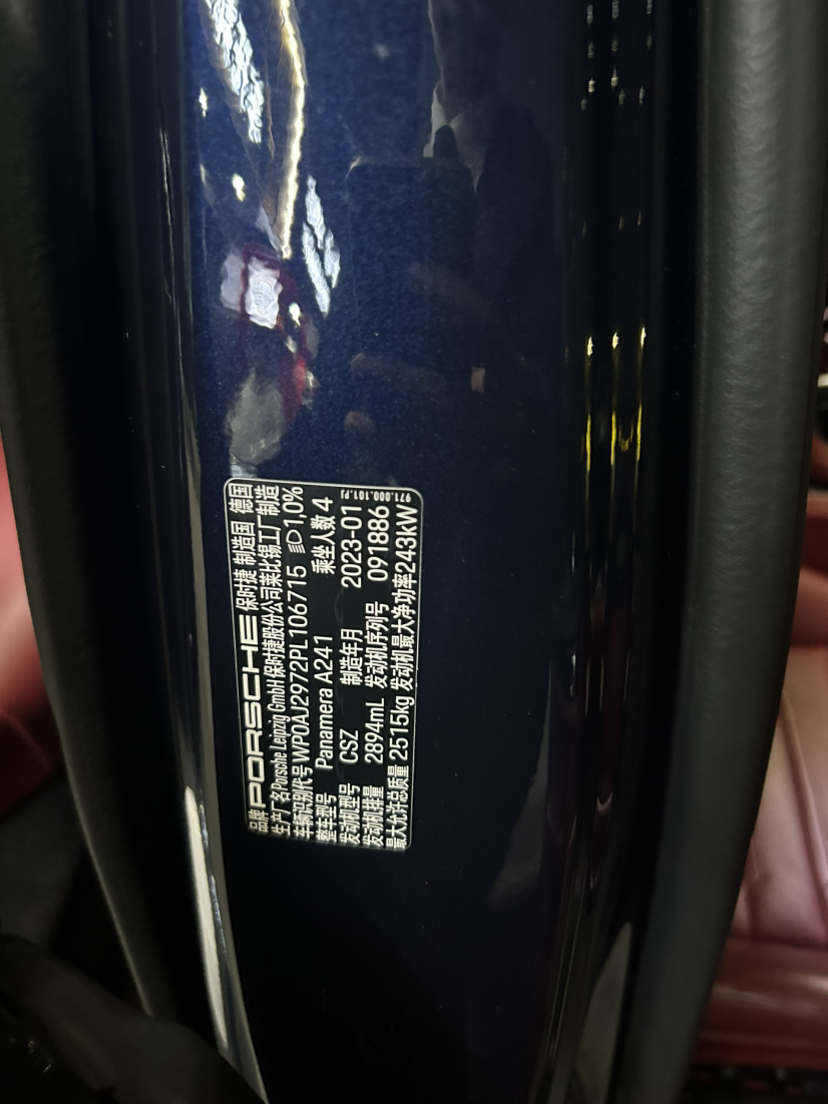 品牌 PORSCHE 保时捷 制造国 德国
生产厂名 Porsche Leipzig GmbH 保时捷股份公司莱比锡工厂制造
车辆识别代号 WP0AJ2972PL106715 1,0%
整车型号 Panamera A241 乘坐人数 4
发动机型号 CSZ 制造年月 2023-01
发动机排量 2894mL 发动机序列号 091886
最大允许总质量 2515kg 发动机最大净功率 243kW
971.000.101.PJ